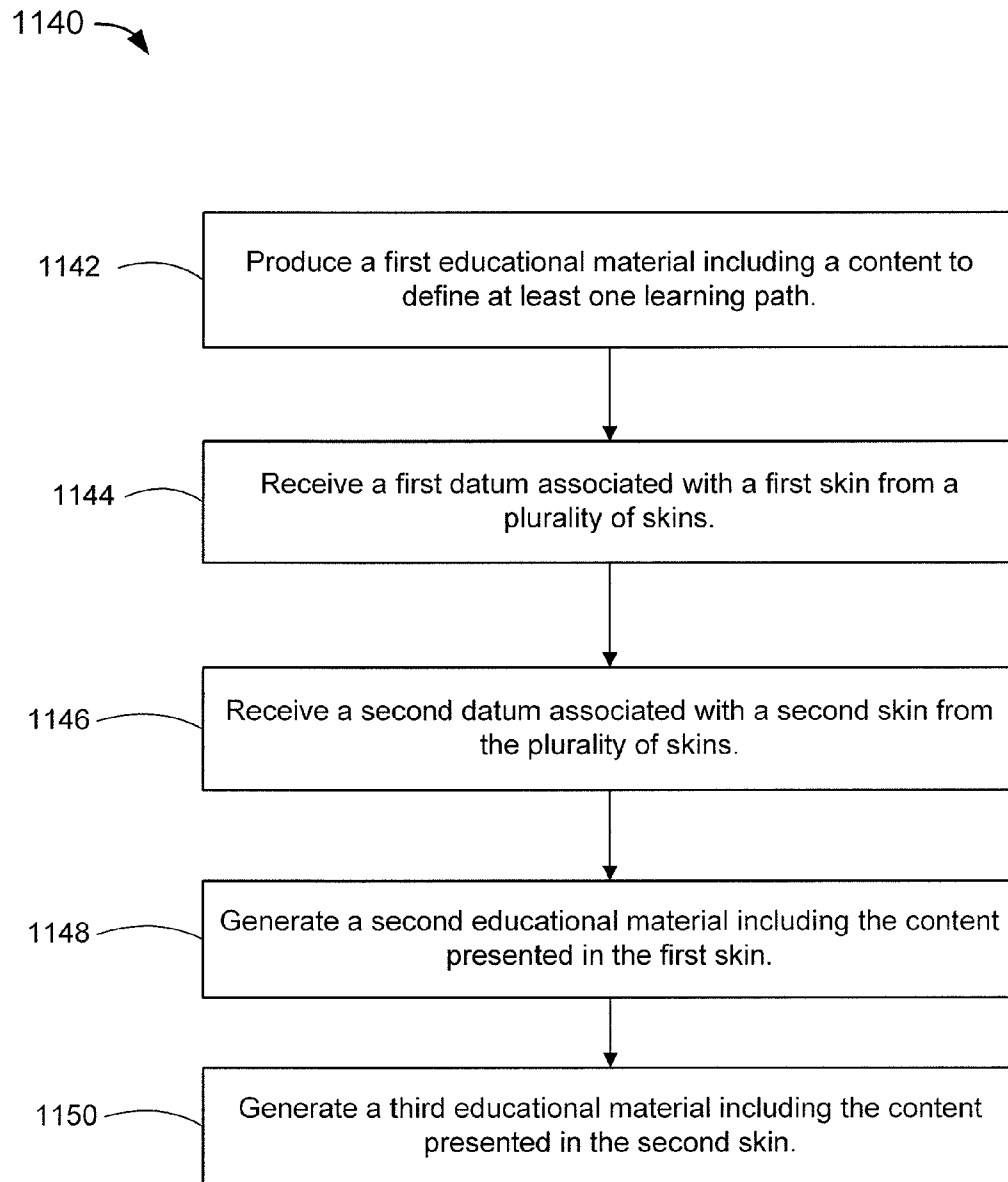 1140
1142
Produce a first educational material including a content to
define at least one learning path.
1144
Receive a first datum associated with a first skin from a
plurality of skins.
1146
Receive a second datum associated with a second skin from
the plurality of skins.
1148
Generate a second educational material including the content
presented in the first skin.
1150
Generate a third educational material including the content
presented in the second skin.